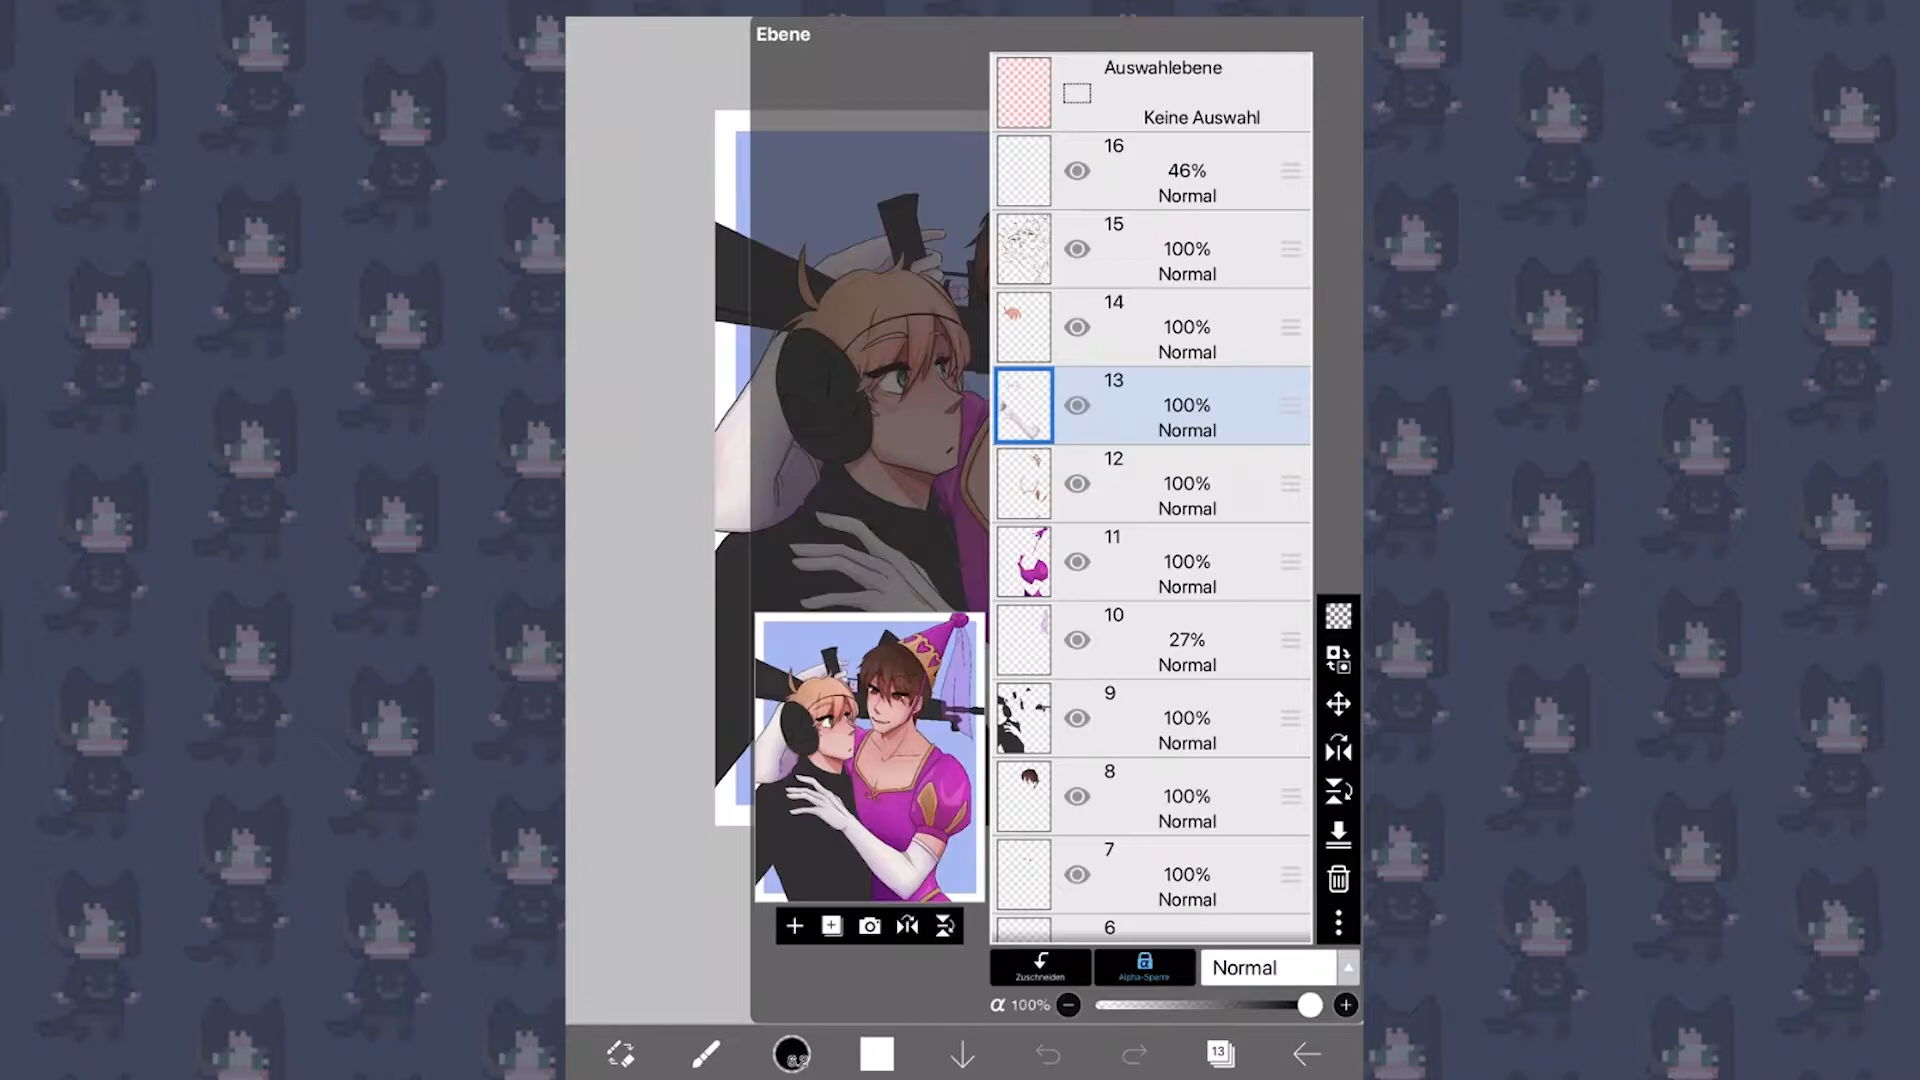 Ebene
Auswahlebene
Keine Auswahl
16
46%
Normal
15
100%
Normal
14
100%
Normal
13
100%
Normal
12
100%
Normal
11
100%
Normal
10
27%
Normal
9
100%
Normal
8
100%
Normal
7
100%
Normal
6
Zuschneiden
Alpha-Sperre
Normal
α 100%
13